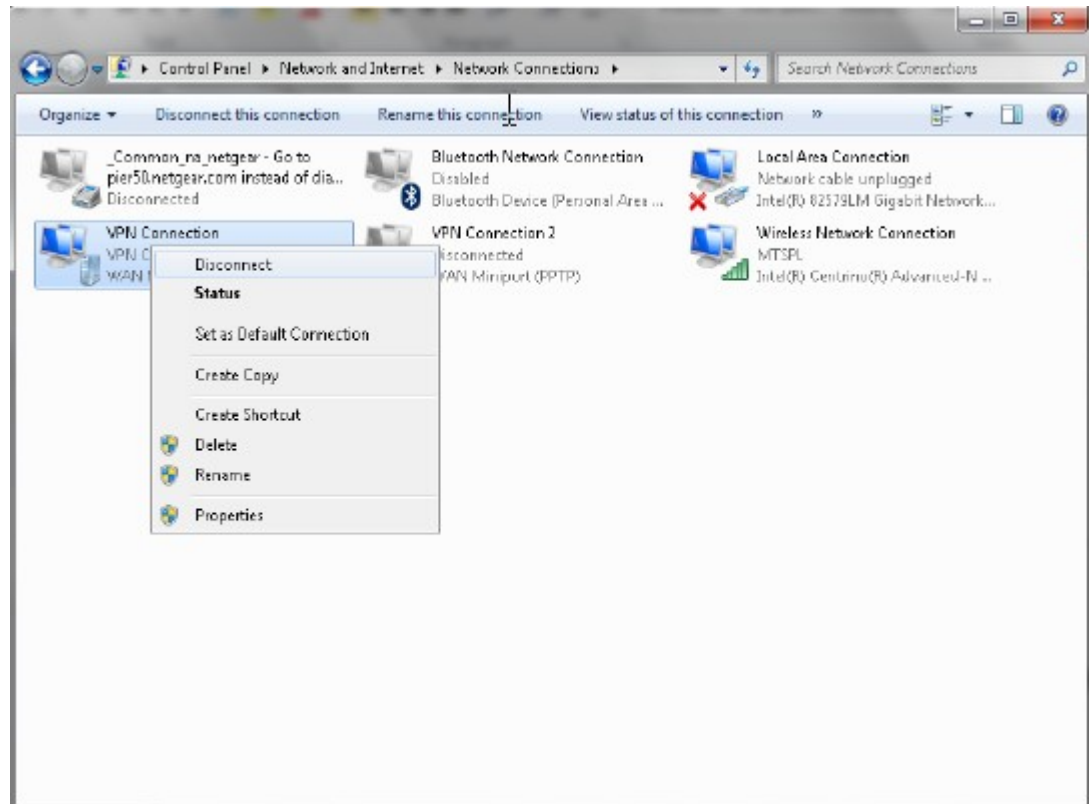 Control Panel Network and Internet Network Connections Search Network Connections
Organize Disconnect this connection Rename this connection View status of this connection »
_Common_na_netgear - Go to
pier50.netgear.com instead of dia...
Disconnected
Bluetooth Network Connection
Disabled
Bluetooth Device (Personal Area ...
Local Area Connection
Network cable unplugged
Intel(R) 82579LM Gigabit Network...
VPN Connection
VPN C
WAN
VPN Connection 2
isconnected
WAN Miniport (PPTP)
Wireless Network Connection
MTSPL
Intel(R) Centrino(R) Advanced-N ...
Disconnect
Status
Set as Default Connection
Create Copy
Create Shortcut
Delete
Rename
Properties